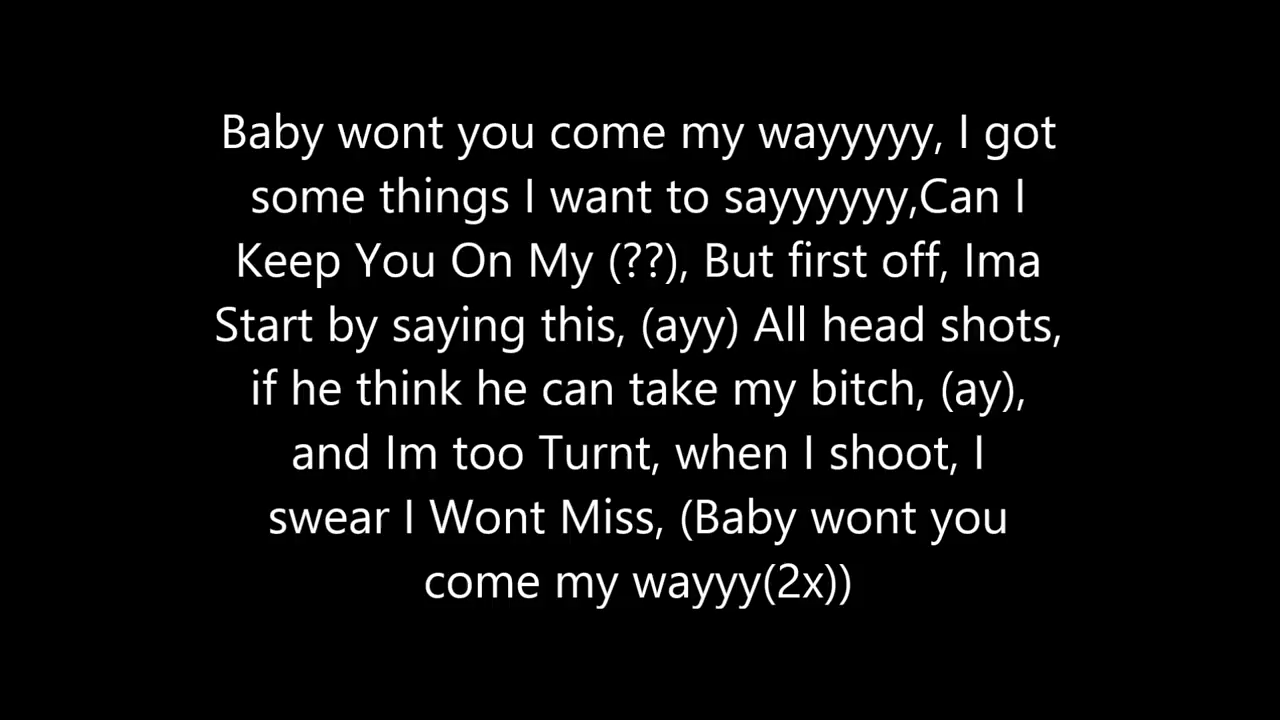 Baby wont you come my wayyyyy, I got
some things I want to sayyyyyy,Can I
Keep You On My (??), But first off, Ima
Start by saying this, (ayy) All head shots,
if he think he can take my bitch, (ay),
and Im too Turnt, when I shoot, I
swear I Wont Miss, (Baby wont you
come my wayyy(2x))